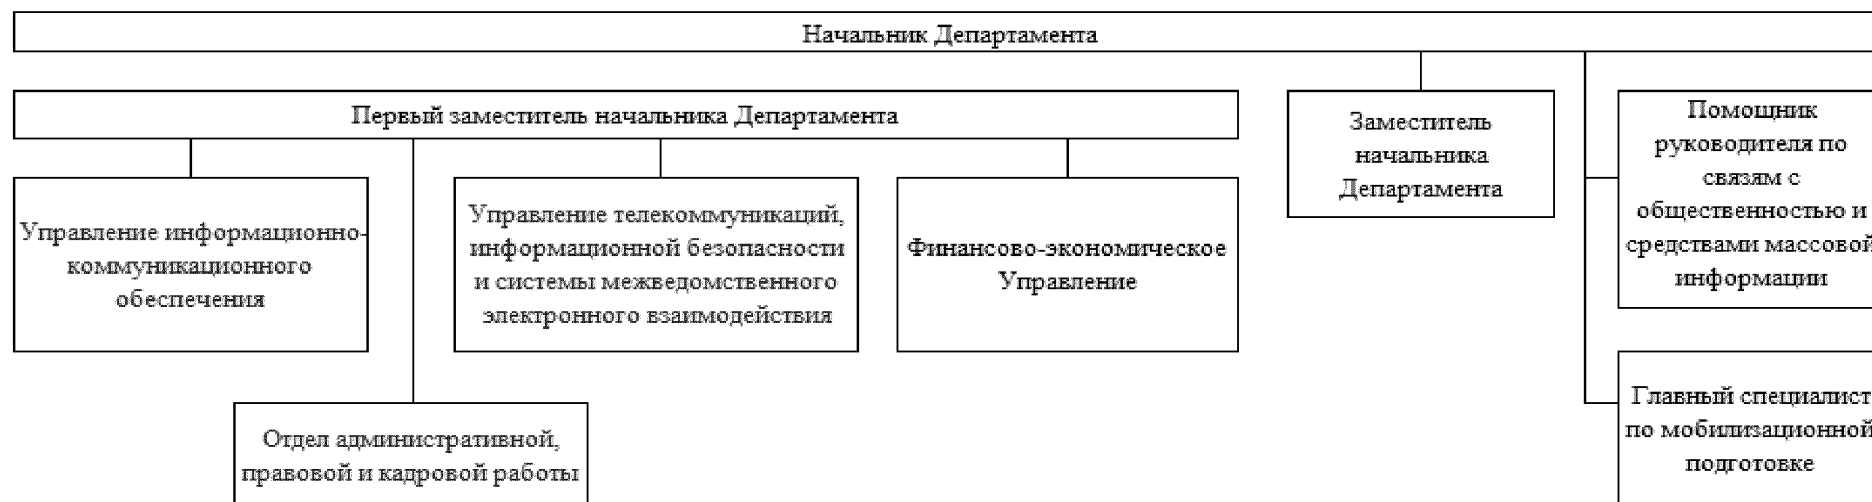 Начальник Департамента
Первый заместитель начальника Департамента
Заместитель
начальника
Департамента
Помощник
руководителя по
связям с
общественностью и
средствами массовой
информации
Управление информационно-
коммуникационного
обеспечения
Управление телекоммуникаций,
информационной безопасности
и системы межведомственного
электронного взаимодействия
Финансово-экономическое
Управление
Отдел административной,
правовой и кадровой работы
Главный специалист
по мобилизационной
подготовке